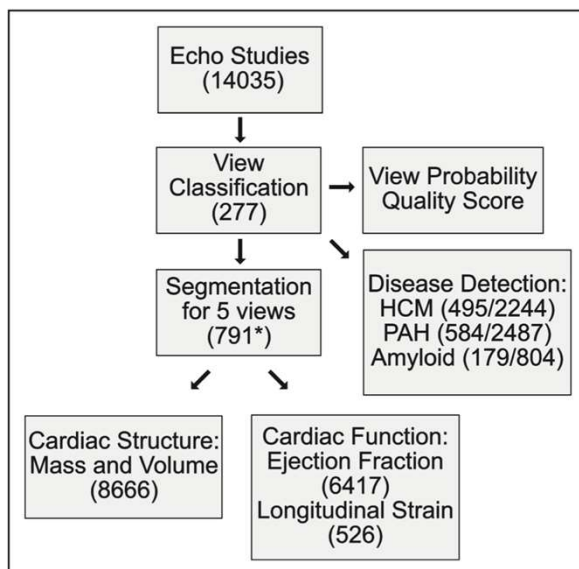 Echo Studies
(14035)
View
Classification
(277)
View Probability
Quality Score
Segmentation
for 5 views
(791*)
Disease Detection:
HCM (495/2244)
PAH (584/2487)
Amyloid (179/804)
Cardiac Structure:
Mass and Volume
(8666)
Cardiac Function:
Ejection Fraction
(6417)
Longitudinal Strain
(526)